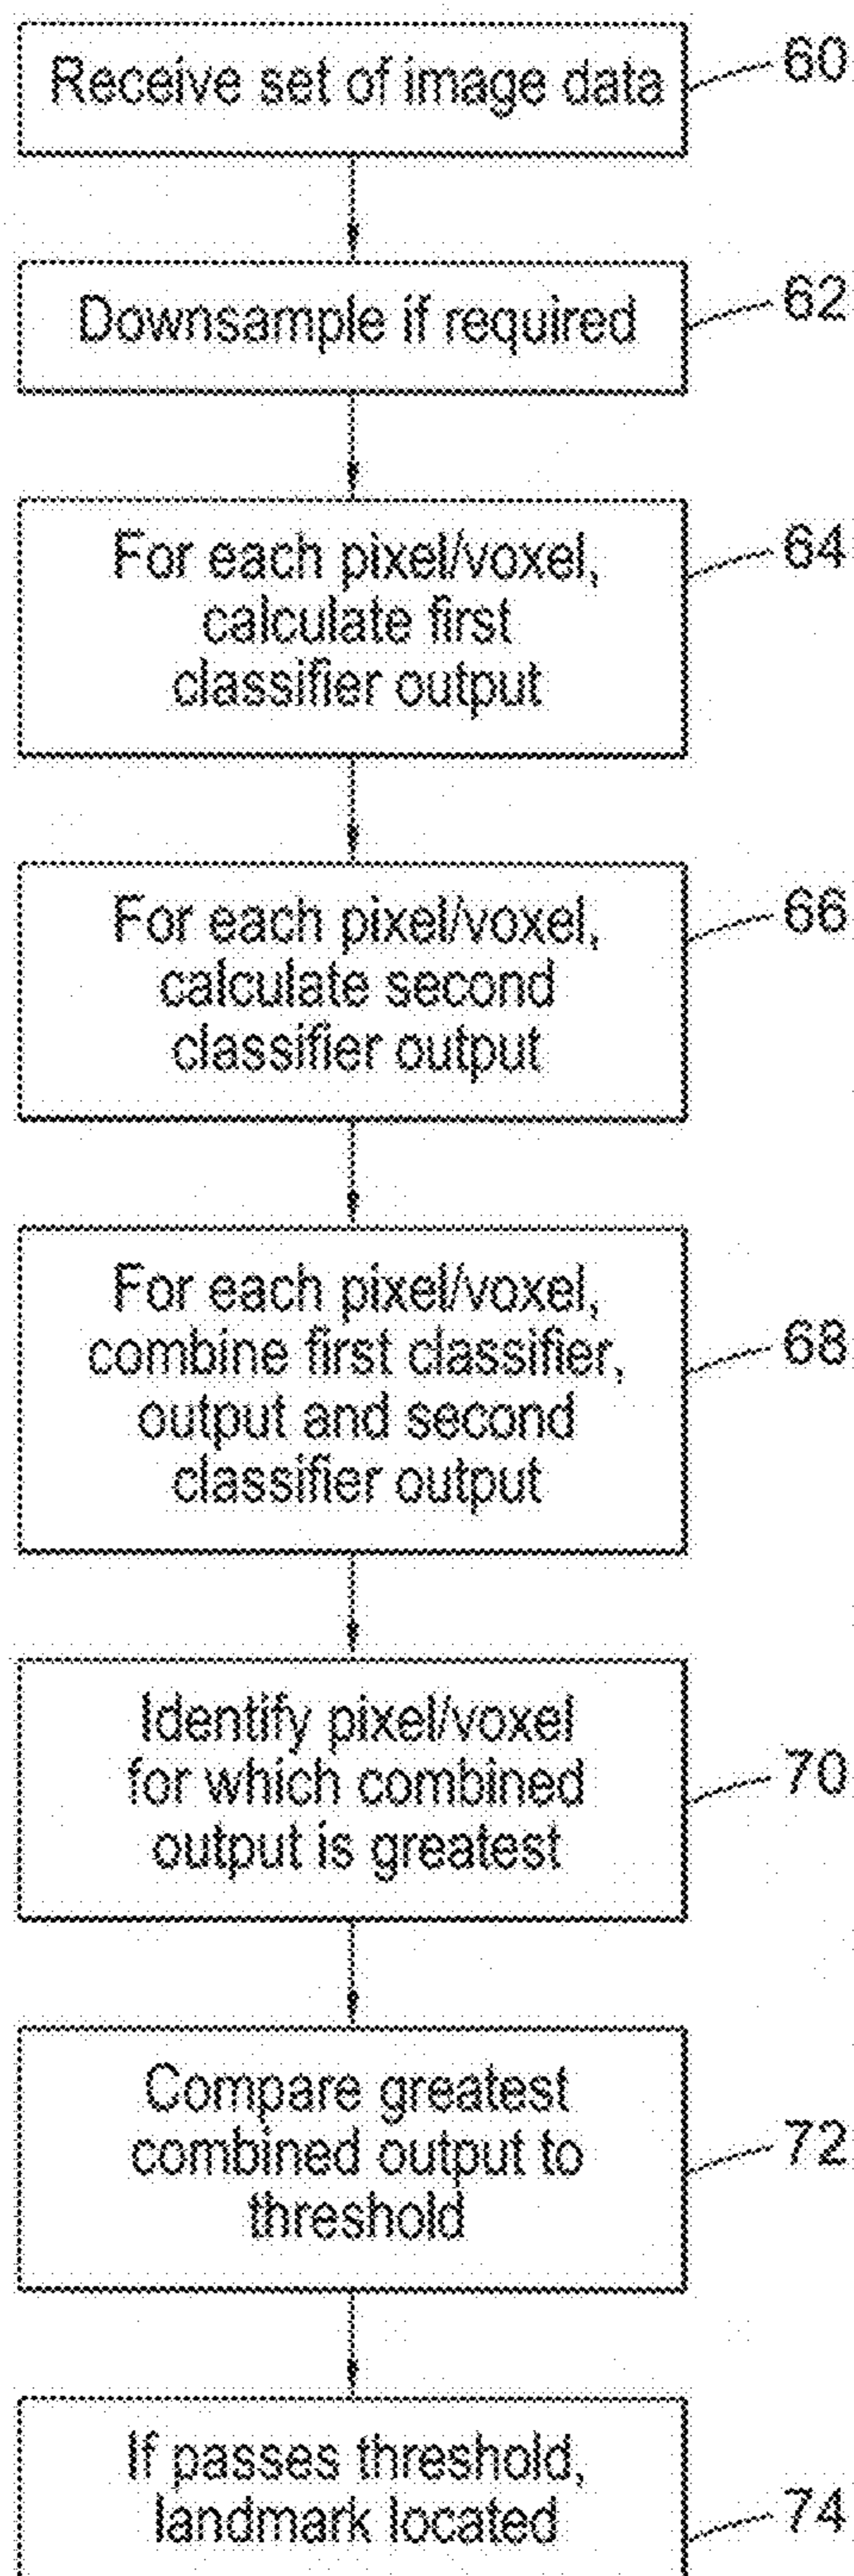 Receive set of image data
60
Downsample if required
62
For each pixel/voxel,
calculate first
classifier output
64
For each pixel/voxel,
calculate second
classifier output
66
For each pixel/voxel,
combine first classifier,
output and second
classifier output
68
Identify pixel/voxel
for which combined
output is greatest
70
Compare greatest
combined output to
threshold
72
If passes threshold,
landmark located
74